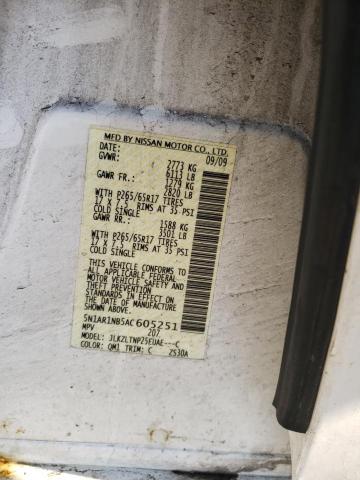 MFD BY NISSAN MOTOR CO., LTD.
DATE: 09/09
GVWR: 2773 KG
6113 LB
GAWR FR. 1279 KG
2820 LB
WITH P265/65R17 TIRES
17 X 7.5 RIMS AT 35 PSI
COLD SINGLE
GAWR RR. 1588 KG
3501 LB
WITH P265/65R17 TIRES
17 X 7.5 RIMS AT 35 PSI
COLD SINGLE
THIS VEHICLE CONFORMS TO ALL
APPLICABLE FEDERAL MOTOR
VEHICLE SAFETY STANDARDS IN
EFFECT ON THE DATE OF MANUFACTURE
SHOWN ABOVE.
5N1AR1NB5AC605251
MPV 207
MODEL: JLKZLTNP25EUAE---C
COLOR: QM1 TRIM: C ZS30A